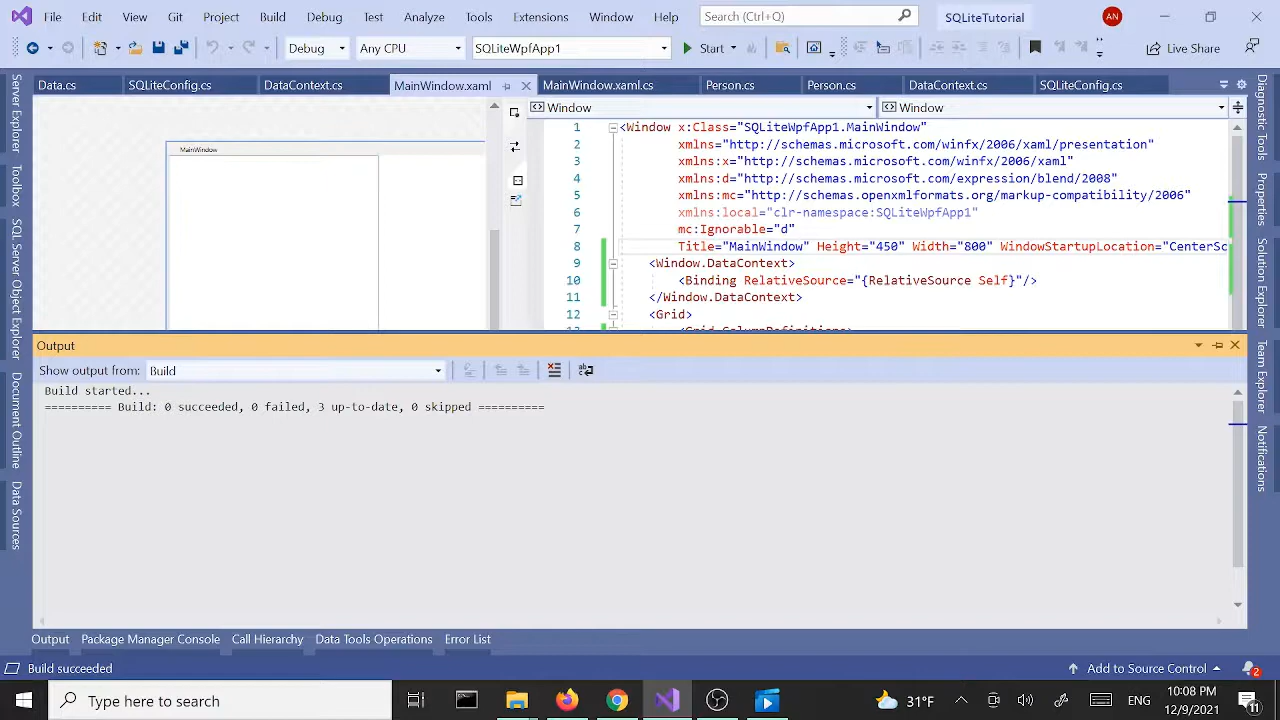 File Edit View Git Project Build Debug Test Analyze Tools Extensions Window Help Search (Ctrl+Q) SQLiteTutorial AN
Debug Any CPU SQLiteWpfApp1 Start Live Share
Data.cs SQLiteConfig.cs DataContext.cs MainWindow.xaml MainWindow.xaml.cs Person.cs Person.cs DataContext.cs SQLiteConfig.cs
Window Window
MainWindow
1 <Window x:Class="SQLiteWpfApp1.MainWindow"
2 xmlns="http://schemas.microsoft.com/winfx/2006/xaml/presentation"
3 xmlns:x="http://schemas.microsoft.com/winfx/2006/xaml"
4 xmlns:d="http://schemas.microsoft.com/expression/blend/2008"
5 xmlns:mc="http://schemas.openxmlformats.org/markup-compatibility/2006"
6 xmlns:local="clr-namespace:SQLiteWpfApp1"
7 mc:Ignorable="d"
8 Title="MainWindow" Height="450" Width="800" WindowStartupLocation="CenterSc
9 <Window.DataContext>
10 <Binding RelativeSource="{RelativeSource Self}"/>
11 </Window.DataContext>
12 <Grid>
13 <Grid.ColumnDefinitions>
Server Explorer
Toolbox
SQL Server Object Explorer
Document Outline
Data Sources
Diagnostic Tools
Properties
Solution Explorer
Team Explorer
Notifications
Output
Show output from: Build
Build started...
========== Build: 0 succeeded, 0 failed, 3 up-to-date, 0 skipped ==========
Output Package Manager Console Call Hierarchy Data Tools Operations Error List
Build succeeded Add to Source Control 2
Type here to search 31°F ENG 0:08 PM
12/9/2021 11